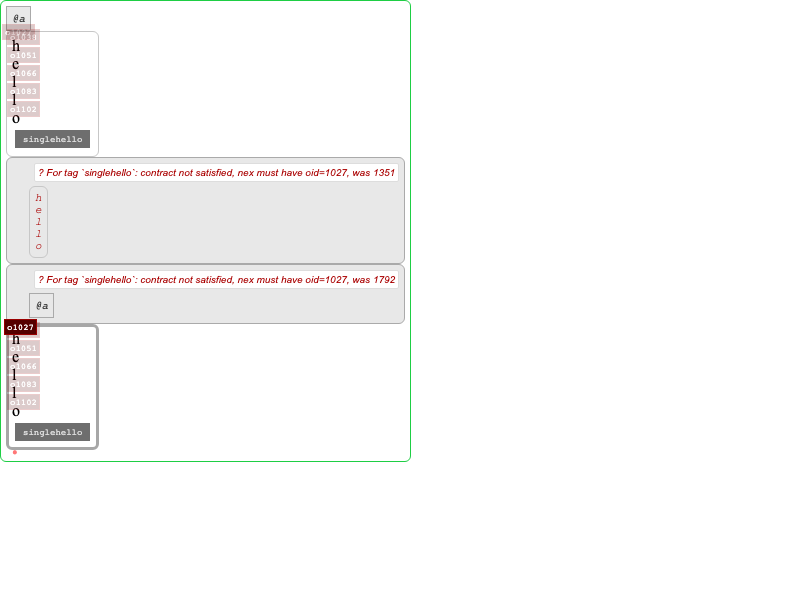 @a
h
o1051
e
o1066
l
o1083
l
o1102
o
singlehello
? For tag `singlehello`: contract not satisfied, nex must have oid=1027, was 1351
h
e
l
l
o
? For tag `singlehello`: contract not satisfied, nex must have oid=1027, was 1792
@a
o1027
h
o1051
e
o1066
l
o1083
l
o1102
o
singlehello